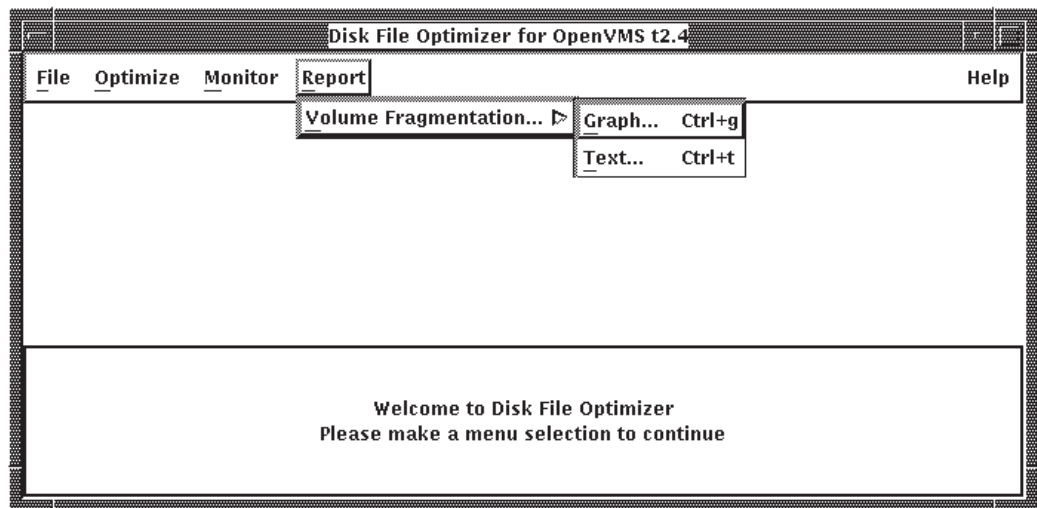 Disk File Optimizer for OpenVMS t2.4
File Optimize Monitor Report Help
Volume Fragmentation... Graph... Ctrl+g
Text... Ctrl+t
Welcome to Disk File Optimizer
Please make a menu selection to continue